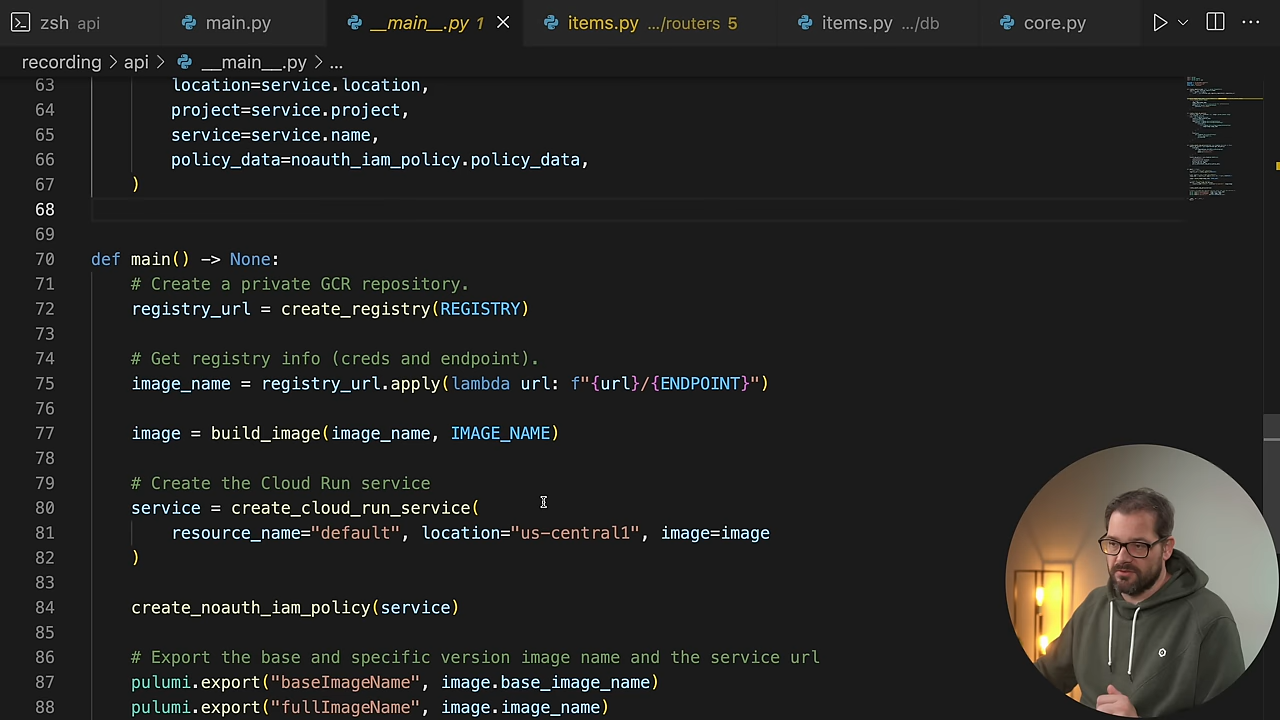 zsh api
main.py
__main__.py 1
items.py .../routers 5
items.py .../db
core.py
recording > api > __main__.py > ...
63 location=service.location,
64 project=service.project,
65 service=service.name,
66 policy_data=noauth_iam_policy.policy_data,
67 )
68
69
70 def main() -> None:
71 # Create a private GCR repository.
72 registry_url = create_registry(REGISTRY)
73
74 # Get registry info (creds and endpoint).
75 image_name = registry_url.apply(lambda url: f"{url}/{ENDPOINT}")
76
77 image = build_image(image_name, IMAGE_NAME)
78
79 # Create the Cloud Run service
80 service = create_cloud_run_service(
81 resource_name="default", location="us-central1", image=image
82 )
83
84 create_noauth_iam_policy(service)
85
86 # Export the base and specific version image name and the service url
87 pulumi.export("baseImageName", image.base_image_name)
88 pulumi.export("fullImageName", image.image_name)